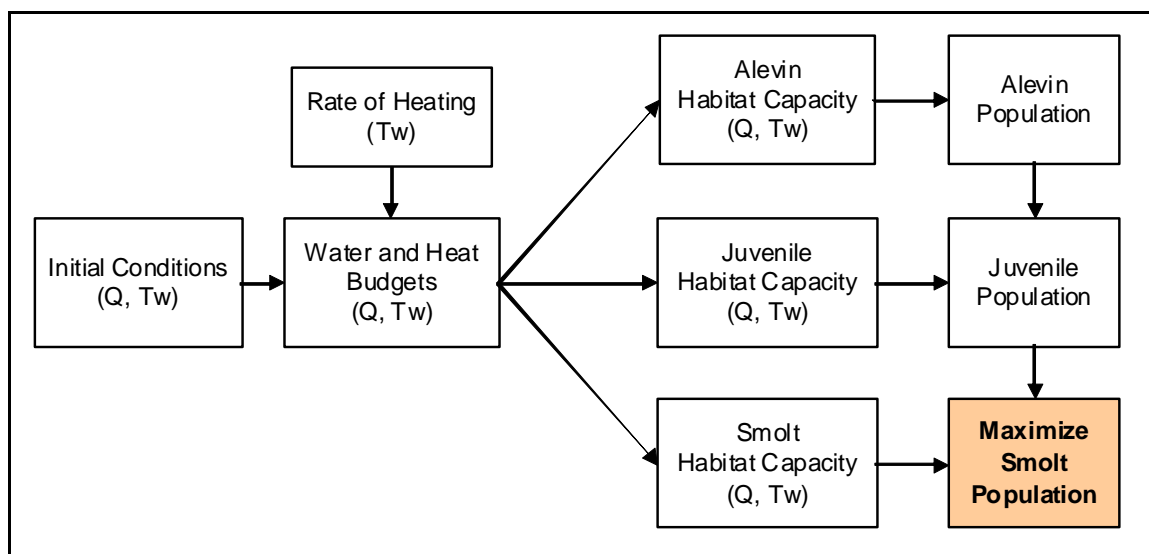 Rate of Heating
(Tw)
Initial Conditions
(Q, Tw)
Water and Heat
Budgets
(Q, Tw)
Alevin
Habitat Capacity
(Q, Tw)
Alevin
Population
Juvenile
Habitat Capacity
(Q, Tw)
Juvenile
Population
Smolt
Habitat Capacity
(Q, Tw)
Maximize
Smolt
Population